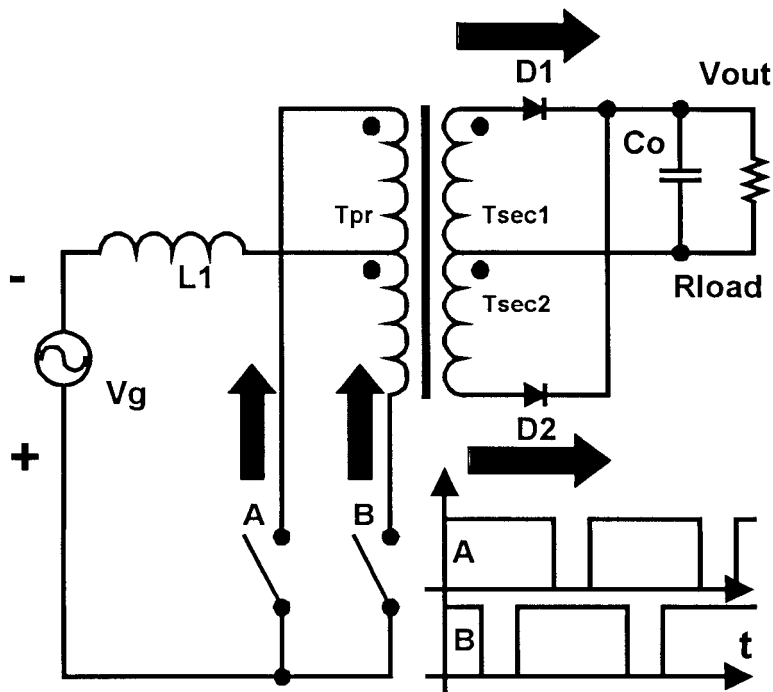 D1
Vout
Co
Tpr
Tsec1
L1
Rload
Tsec2
-
Vg
+
D2
A
B
A
B
t